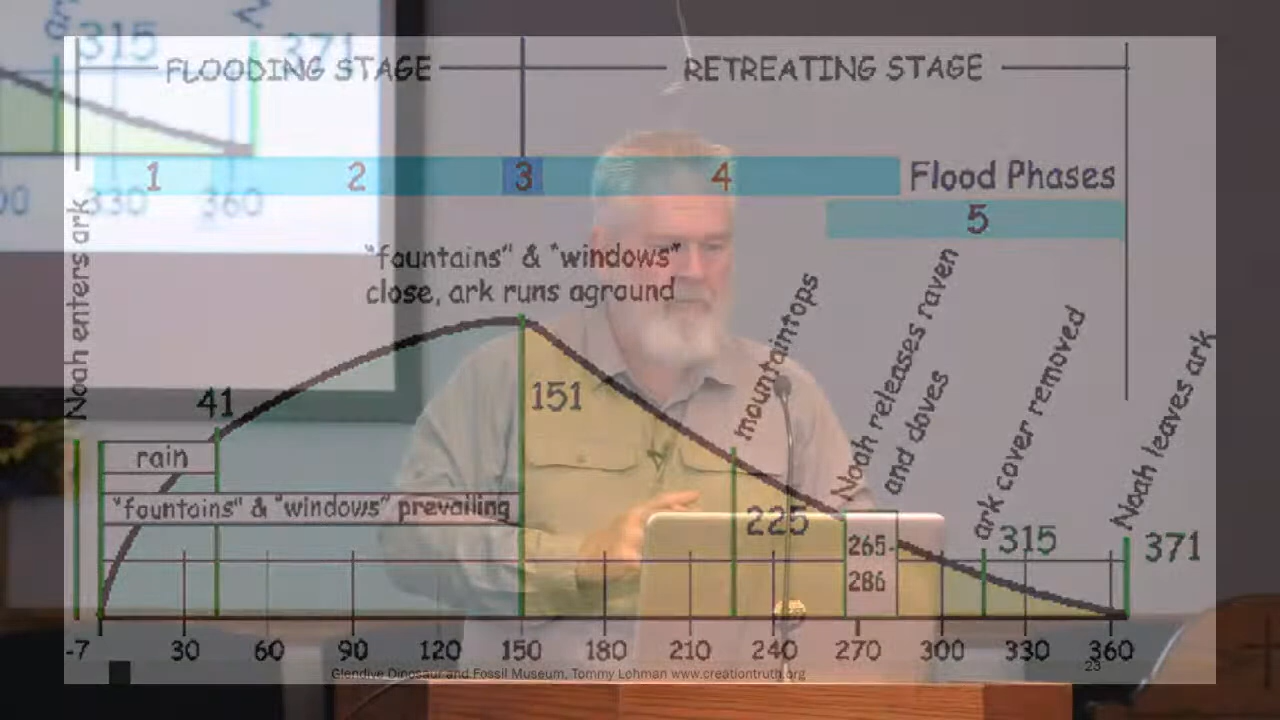 315
371
330
360
FLOODING STAGE
RETREATING STAGE
1
2
3
4
Flood Phases
5
Noah enters ark
"fountains" & "windows"
close, ark runs aground
mountaintops
Noah releases raven
and doves
ark cover removed
Noah leaves ark
41
151
rain
"fountains" & "windows" prevailing
225
265-
286
315
371
-7 30 60 90 120 150 180 210 240 270 300 330 360
Glendive Dinosaur and Fossil Museum, Tommy Lohman www.creationtruth.org
23